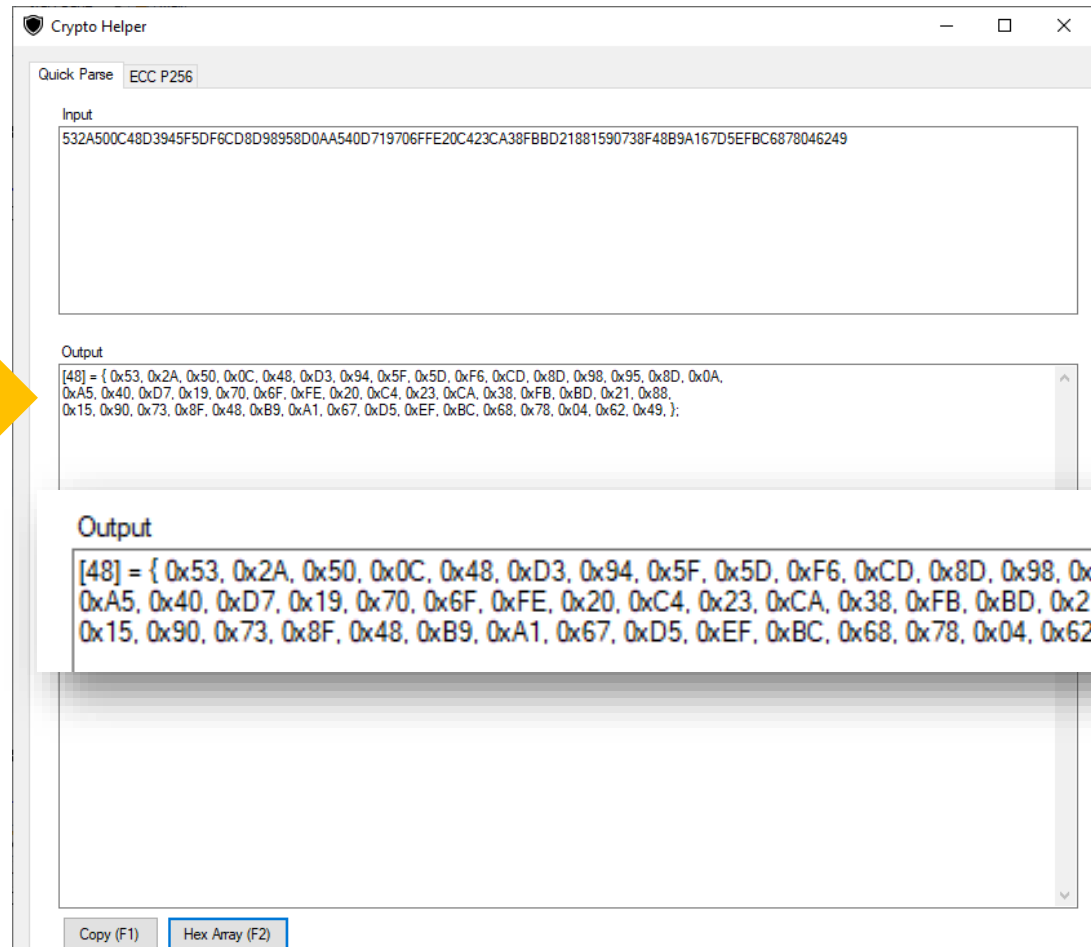 Crypto Helper
Quick Parse ECC P256
Input
532A500C48D3945F5DF6CD8D98958D0AA540D719706FFE20C423CA38FBBD21881590738F48B9A167D5EFBC6878046249
Output
[48] = { 0x53, 0x2A, 0x50, 0x0C, 0x48, 0xD3, 0x94, 0x5F, 0x5D, 0xF6, 0xCD, 0x8D, 0x98, 0x95, 0x8D, 0x0A,
0xA5, 0x40, 0xD7, 0x19, 0x70, 0x6F, 0xFE, 0x20, 0xC4, 0x23, 0xCA, 0x38, 0xFB, 0xBD, 0x21, 0x88,
0x15, 0x90, 0x73, 0x8F, 0x48, 0xB9, 0xA1, 0x67, 0xD5, 0xEF, 0xBC, 0x68, 0x78, 0x04, 0x62, 0x49, };
Output
[48] = { 0x53, 0x2A, 0x50, 0x0C, 0x48, 0xD3, 0x94, 0x5F, 0x5D, 0xF6, 0xCD, 0x8D, 0x98, 0x
0xA5, 0x40, 0xD7, 0x19, 0x70, 0x6F, 0xFE, 0x20, 0xC4, 0x23, 0xCA, 0x38, 0xFB, 0xBD, 0x2
0x15, 0x90, 0x73, 0x8F, 0x48, 0xB9, 0xA1, 0x67, 0xD5, 0xEF, 0xBC, 0x68, 0x78, 0x04, 0x62
Copy (F1) Hex Array (F2)